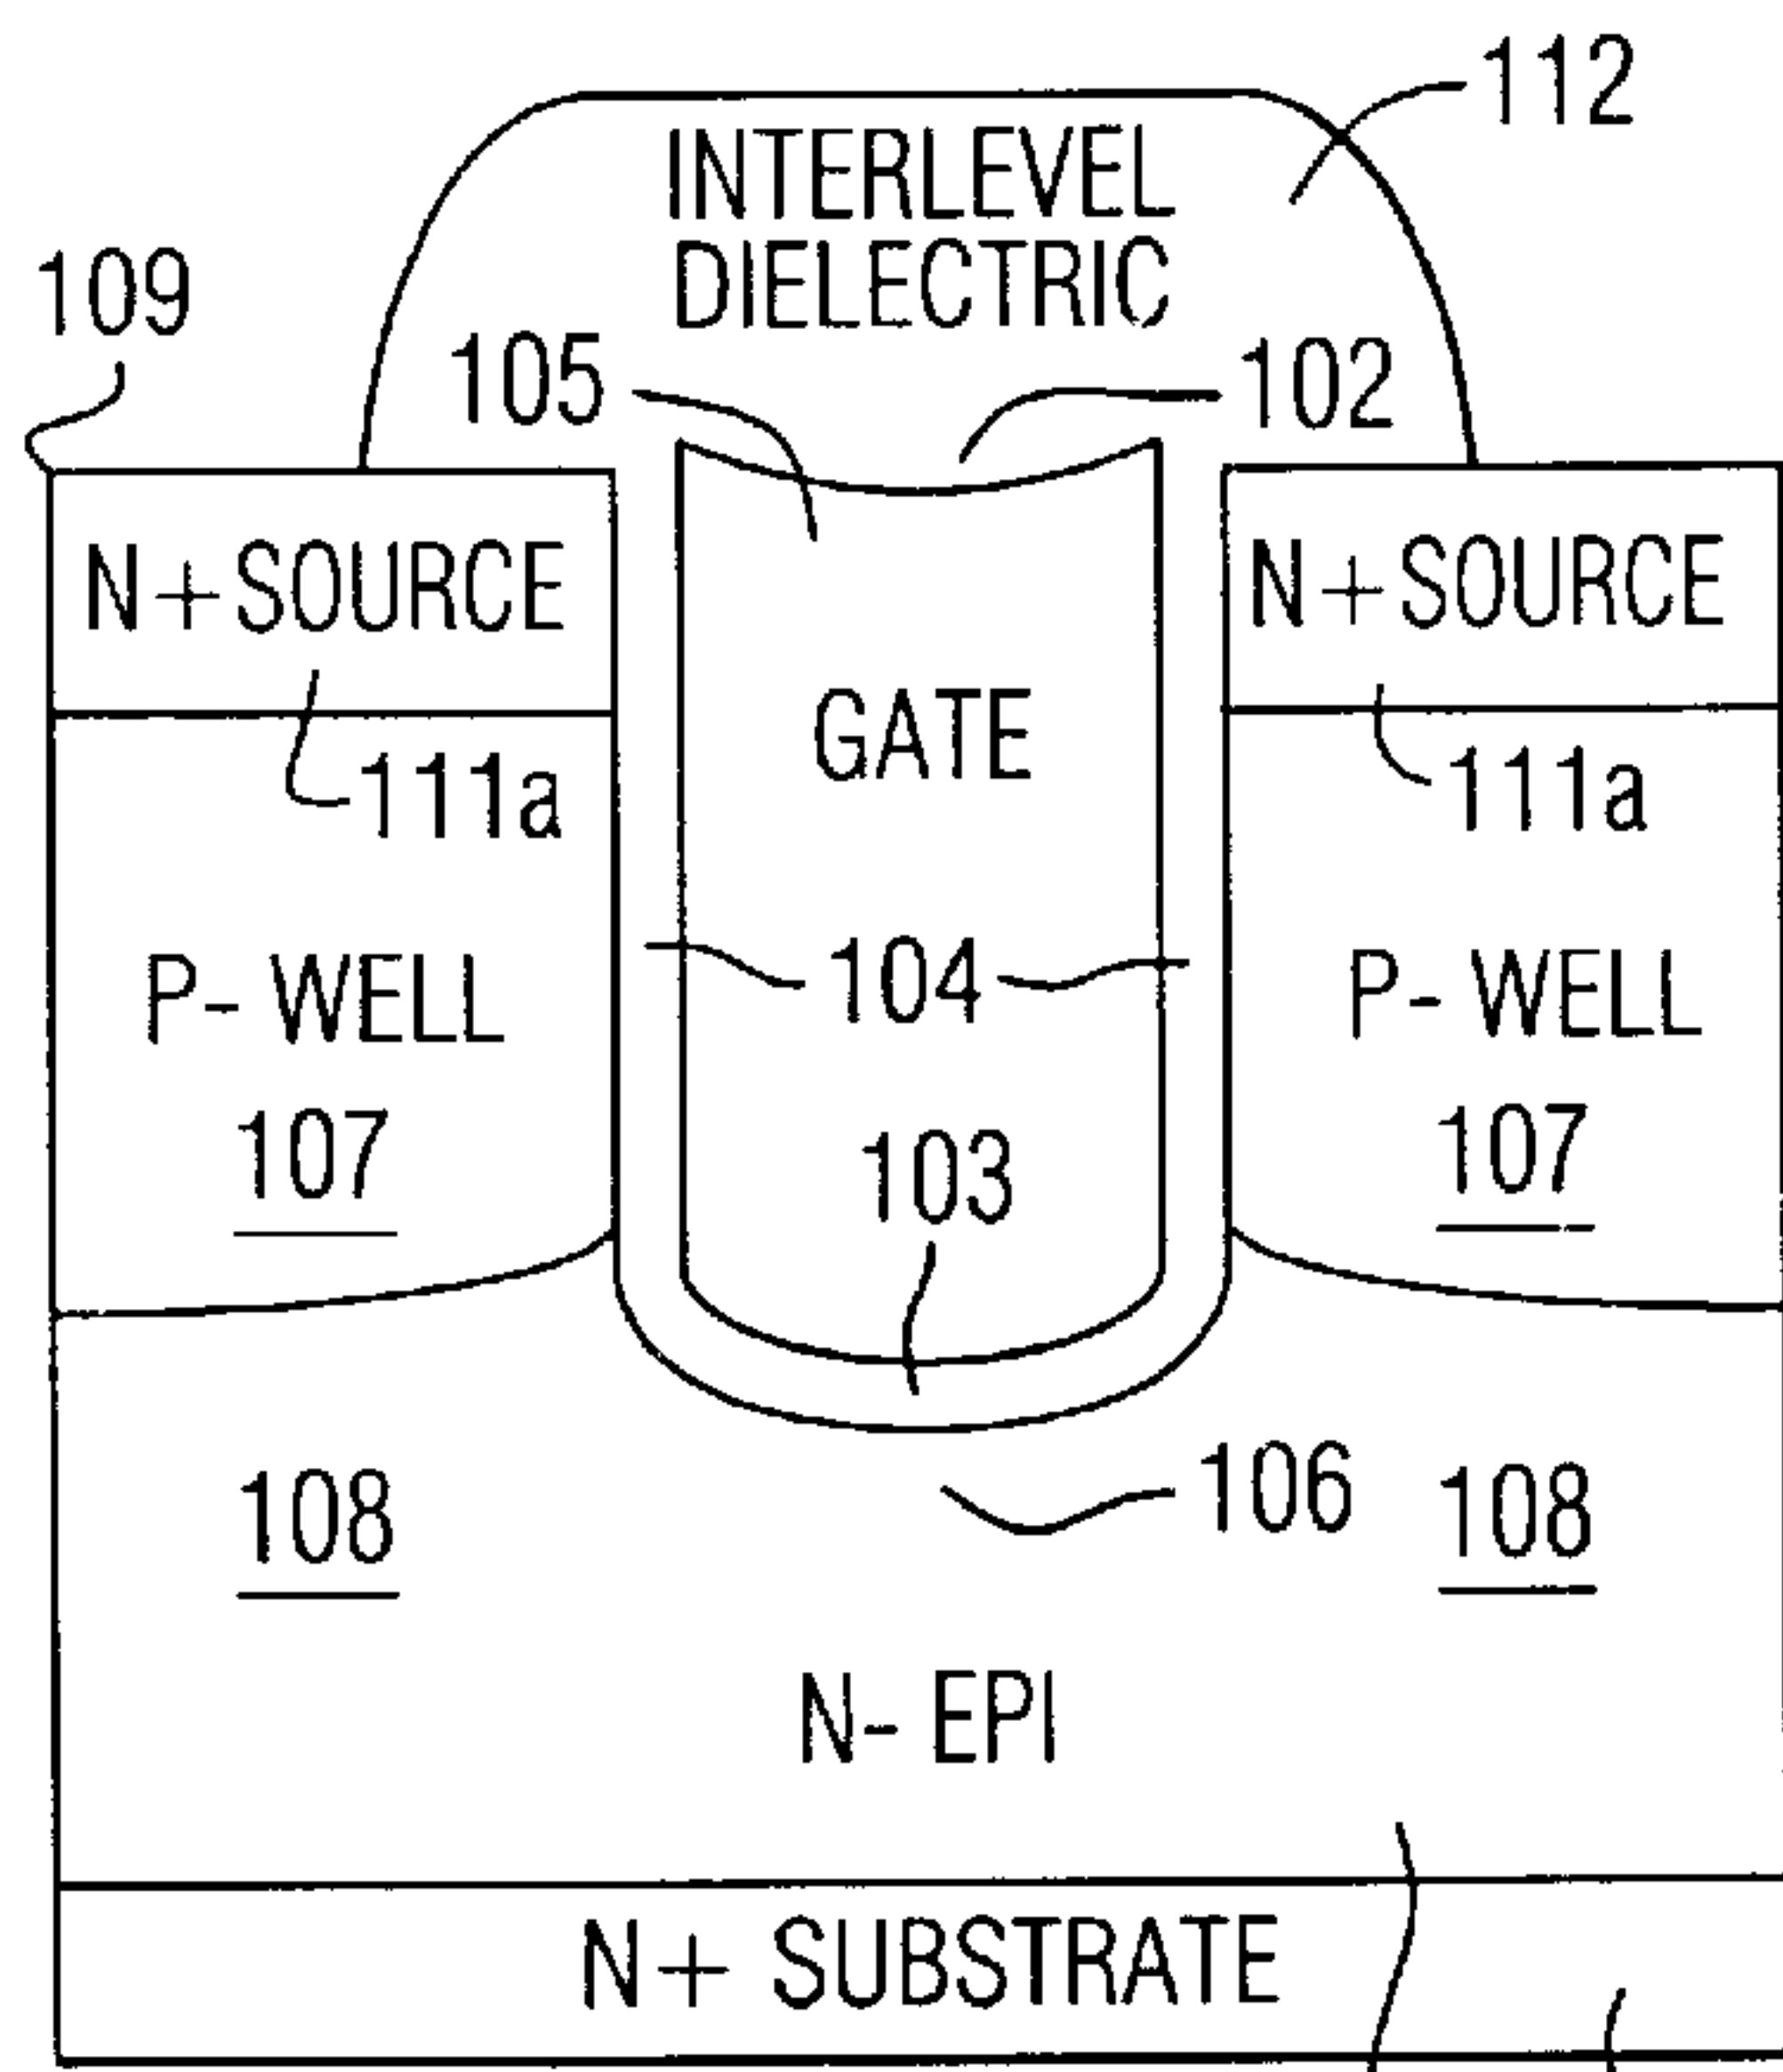 112
INTERLEVEL
DIELECTRIC
109
105
102
N+SOURCE
N+SOURCE
GATE
111a
111a
104
P- WELL
P- WELL
107
103
107
106
108
108
N- EPI
N+ SUBSTRATE